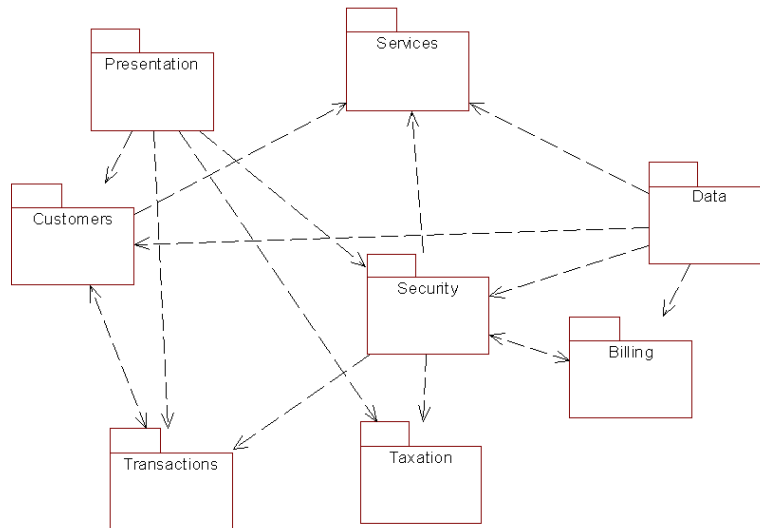 Services
Presentation
Customers
Data
Security
Billing
Transactions
Taxation